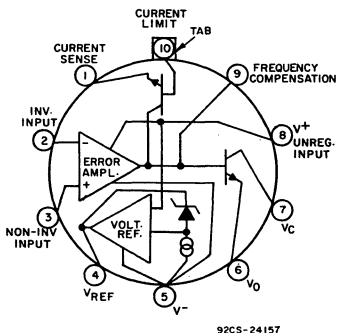 CURRENT
LIMIT
TAB
10
CURRENT
SENSE
1
9
FREQUENCY
COMPENSATION
INV.
INPUT
2
-
ERROR
AMPL.
+
8
V+
UNREG.
INPUT
3
NON-INV
INPUT
VOLT.
REF.
7
VC
4
VREF
5
V-
6
VO
92CS-24157